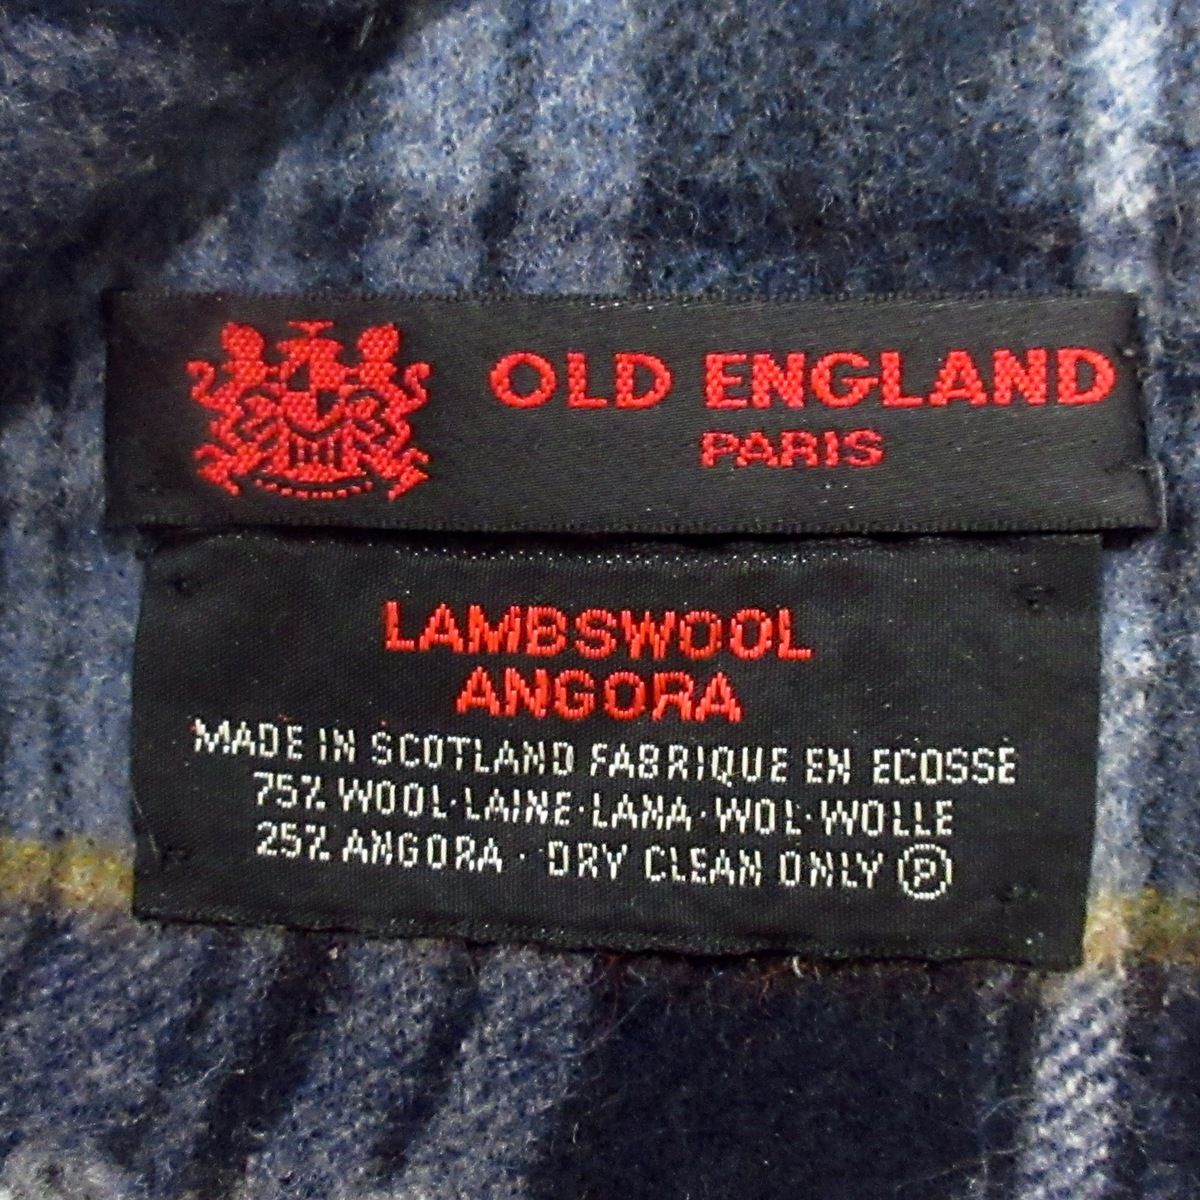 OLD ENGLAND
PARIS
LAMBSWOOL
ANGORA
MADE IN SCOTLAND FABRIQUE EN ECOSSE
75% WOOL·LAINE·LANA·WOL·WOLLE
25% ANGORA · DRY CLEAN ONLY Ⓟ